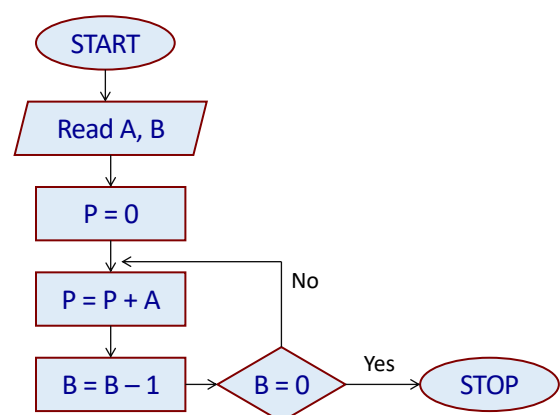 START
Read A, B
P = 0
No
P = P + A
B = B – 1
B = 0
Yes
STOP